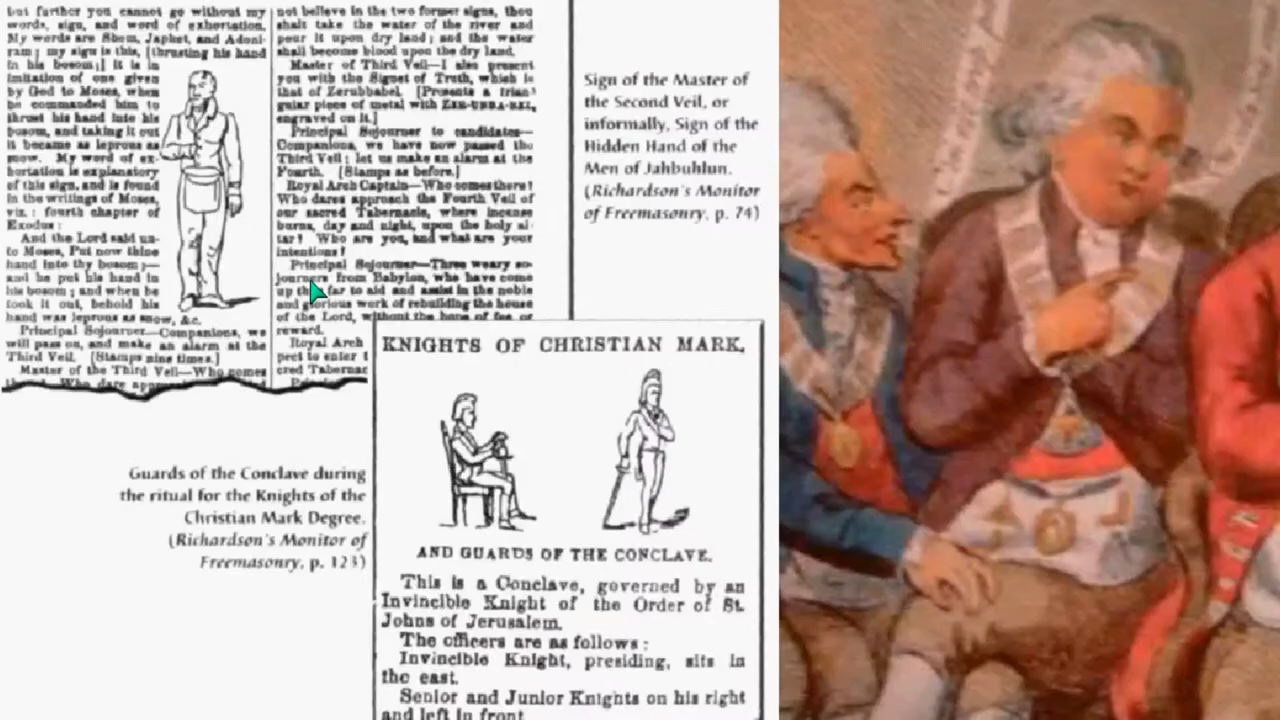 but further you cannot go without my
words, sign, and word of exhortation.
My words are Shem, Japhet, and Adoni-
ram; my sign is this, [thrusting his hand
in his bosom;] it is in
imitation of one given
by God to Moses, when
he commanded him to
thrust his hand into his
bosom, and taking it out
it became as leprous as
snow. My word of ex-
hortation is explanatory
of this sign, and is found
in the writings of Moses,
viz.: fourth chapter of
Exodus:
And the Lord said un-
to Moses, Put now thine
hand into thy bosom;—
and he put his hand in
his bosom; and when he
took it out, behold his
hand was leprous as snow, &c.
Principal Sojourner—Companions, we
will pass on, and make an alarm at the
Third Veil. [Stamps nine times.]
Master of the Third Veil—Who comes
Who dare
not believe in the two former signs, thou
shalt take the water of the river and
pour it upon dry land; and the water
shall become blood upon the dry land.
Master of Third Veil—I also present
you with the Signet of Truth, which is
that of Zerubbabel. [Presents a trian-
gular piece of metal with ZER-UBBA-BEL,
engraved on it.]
Principal Sojourner to candidates—
Companions, we have now passed the
Third Veil; let us make an alarm at the
Fourth. [Stamps as before.]
Royal Arch Captain—Who comes there?
Who dares approach the Fourth Veil of
our sacred Tabernacle, where incense
burns, day and night, upon the holy al-
tar? Who are you, and what are your
intentions?
Principal Sojourner—Three weary so-
journers from Babylon, who have come
up far to aid and assist in the noble
and glorious work of rebuilding the house
of the Lord, without the hope of fee or
reward.
Royal Arch
pect to enter
cred Tabernac
Sign of the Master of
the Second Veil, or
informally, Sign of the
Hidden Hand of the
Men of Jahbuhlun.
(Richardson's Monitor
of Freemasonry, p. 74)
Guards of the Conclave during
the ritual for the Knights of the
Christian Mark Degree.
(Richardson's Monitor of
Freemasonry, p. 123)
KNIGHTS OF CHRISTIAN MARK,
AND GUARDS OF THE CONCLAVE.
This is a Conclave, governed by an
Invincible Knight of the Order of St.
Johns of Jerusalem.
The officers are as follows:
Invincible Knight, presiding, sits in
the east.
Senior and Junior Knights on his right
and left in front